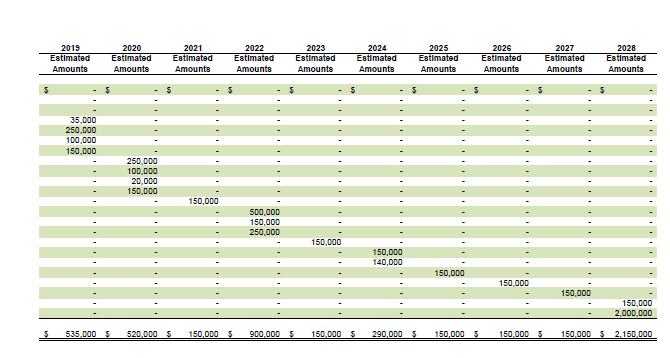 2019 2020 2021 2022 2023 2024 2025 2026 2027 2028
Estimated Estimated Estimated Estimated Estimated Estimated Estimated Estimated Estimated Estimated
Amounts Amounts Amounts Amounts Amounts Amounts Amounts Amounts Amounts Amounts
$ - $ - $ - $ - $ - $ - $ - $ - $ - $ -
- - - - - - - - - -
- - - - - - - - - -
35,000 - - - - - - - - -
250,000 - - - - - - - - -
100,000 - - - - - - - - -
150,000 - - - - - - - - -
- 250,000 - - - - - - - -
- 100,000 - - - - - - - -
- 20,000 - - - - - - - -
- 150,000 - - - - - - - -
- - 150,000 - - - - - - -
- - - 500,000 - - - - - -
- - - 150,000 - - - - - -
- - - 250,000 - - - - - -
- - - - 150,000 - - - - -
- - - - - 150,000 - - - -
- - - - - 140,000 - - - -
- - - - - - 150,000 - - -
- - - - - - - 150,000 - -
- - - - - - - - 150,000 -
- - - - - - - - - 150,000
- - - - - - - - - 2,000,000
$ 535,000 $ 520,000 $ 150,000 $ 900,000 $ 150,000 $ 290,000 $ 150,000 $ 150,000 $ 150,000 $ 2,150,000